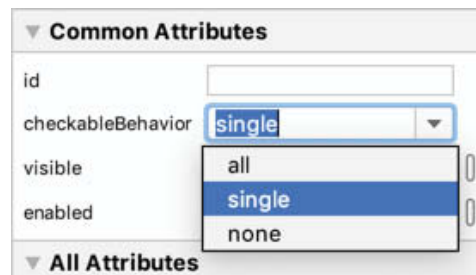 Common Attributes
id
checkableBehavior single
visible all
single
enabled
none
All Attributes